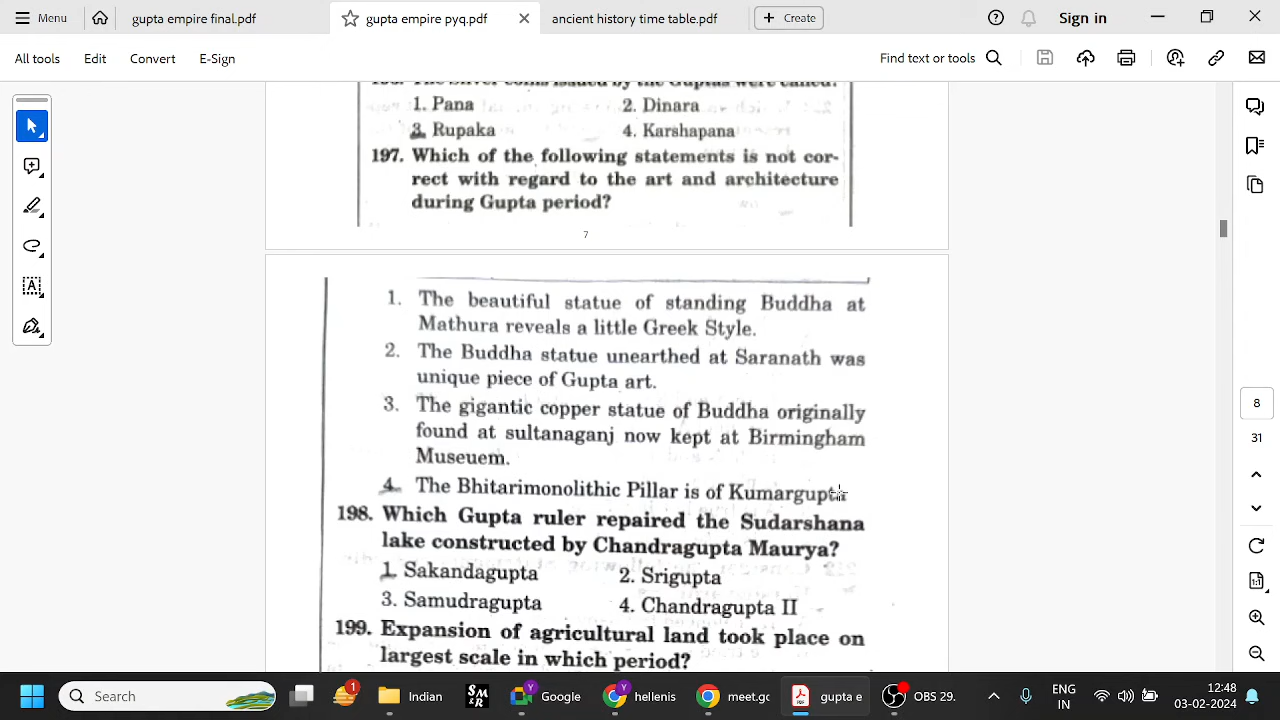 Menu
gupta empire final.pdf
gupta empire pyq.pdf
ancient history time table.pdf
Create
Sign in
All tools
Edit
Convert
E-Sign
Find text or tools
1. Pana
2. Dinara
3. Rupaka
4. Karshapana
197. Which of the following statements is not cor-
rect with regard to the art and architecture
during Gupta period?
7
1. The beautiful statue of standing Buddha at
Mathura reveals a little Greek Style.
2. The Buddha statue unearthed at Saranath was
unique piece of Gupta art.
3. The gigantic copper statue of Buddha originally
found at sultanaganj now kept at Birmingham
Museuem.
4. The Bhitarimonolithic Pillar is of Kumargupta
198. Which Gupta ruler repaired the Sudarshana
lake constructed by Chandragupta Maurya?
1. Sakandagupta
2. Srigupta
3. Samudragupta
4. Chandragupta II
199. Expansion of agricultural land took place on
largest scale in which period?
8
31
Search
1
Indian
Google
hellenis
meet.go
gupta e
OBS 29
ENG
IN
12:46